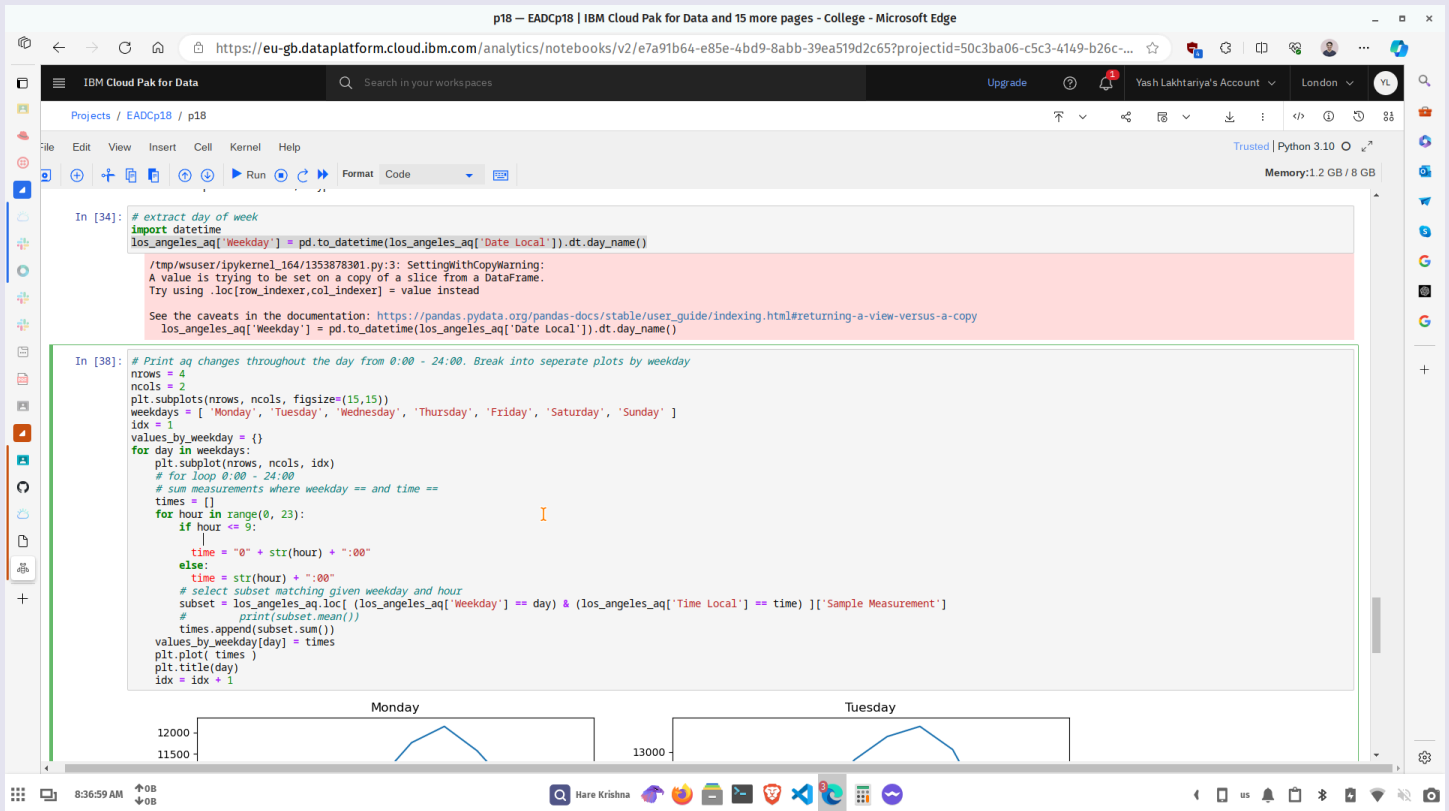 p18 — EADCp18 | IBM Cloud Pak for Data and 15 more pages - College - Microsoft Edge
https://eu-gb.dataplatform.cloud.ibm.com/analytics/notebooks/v2/e7a91b64-e85e-4bd9-8abb-39ea519d2c65?projectid=50c3ba06-c5c3-4149-b26c-...
IBM Cloud Pak for Data
Search in your workspaces
Upgrade
1
Yash Lakhtariya's Account
London
YL
Projects / EADCp18 / p18
ile Edit View Insert Cell Kernel Help
Trusted | Python 3.10
Run
Format
Code
Memory:1.2 GB / 8 GB
In [34]:
# extract day of week
import datetime
los_angeles_aq['Weekday'] = pd.to_datetime(los_angeles_aq['Date Local']).dt.day_name()
/tmp/wsuser/ipykernel_164/1353878301.py:3: SettingWithCopyWarning:
A value is trying to be set on a copy of a slice from a DataFrame.
Try using .loc[row_indexer,col_indexer] = value instead
See the caveats in the documentation: https://pandas.pydata.org/pandas-docs/stable/user_guide/indexing.html#returning-a-view-versus-a-copy
los_angeles_aq['Weekday'] = pd.to_datetime(los_angeles_aq['Date Local']).dt.day_name()
In [38]:
# Print aq changes throughout the day from 0:00 - 24:00. Break into seperate plots by weekday
nrows = 4
ncols = 2
plt.subplots(nrows, ncols, figsize=(15,15))
weekdays = [ 'Monday', 'Tuesday', 'Wednesday', 'Thursday', 'Friday', 'Saturday', 'Sunday' ]
idx = 1
values_by_weekday = {}
for day in weekdays:
    plt.subplot(nrows, ncols, idx)
    # for loop 0:00 - 24:00
    # sum measurements where weekday == and time ==
    times = []
    for hour in range(0, 23):
        if hour <= 9:
          time = "0" + str(hour) + ":00"
        else:
          time = str(hour) + ":00"
        # select subset matching given weekday and hour
        subset = los_angeles_aq.loc[ (los_angeles_aq['Weekday'] == day) & (los_angeles_aq['Time Local'] == time) ]['Sample Measurement']
        #         print(subset.mean())
        times.append(subset.sum())
    values_by_weekday[day] = times
    plt.plot( times )
    plt.title(day)
    idx = idx + 1
Monday
Tuesday
12000
11500
13000
8:36:59 AM
0B
0B
Hare Krishna
3
us